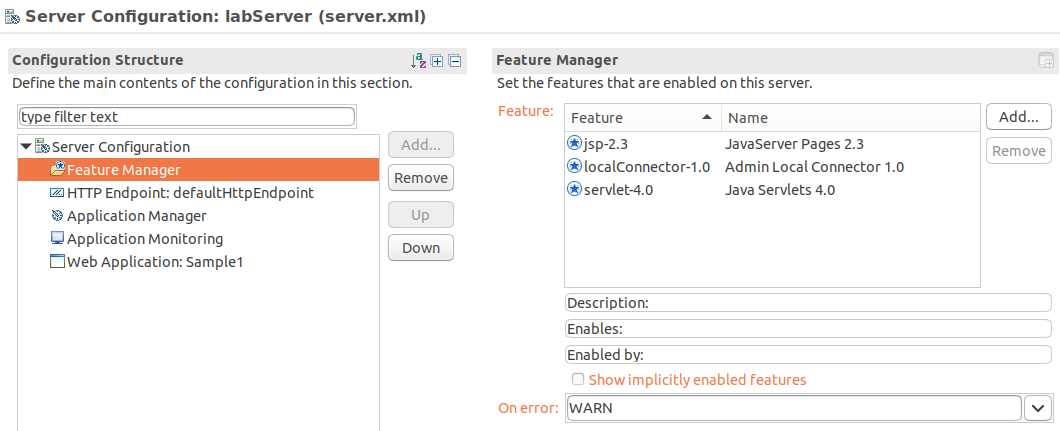 Server Configuration: labServer (server.xml)
Configuration Structure
Define the main contents of the configuration in this section.
type filter text
Server Configuration
Feature Manager
HTTP Endpoint: defaultHttpEndpoint
Application Manager
Application Monitoring
Web Application: Sample1
Add...
Remove
Up
Down
Feature Manager
Set the features that are enabled on this server.
Feature:
Feature Name
jsp-2.3 JavaServer Pages 2.3
localConnector-1.0 Admin Local Connector 1.0
servlet-4.0 Java Servlets 4.0
Add...
Remove
Description:
Enables:
Enabled by:
Show implicitly enabled features
On error: WARN